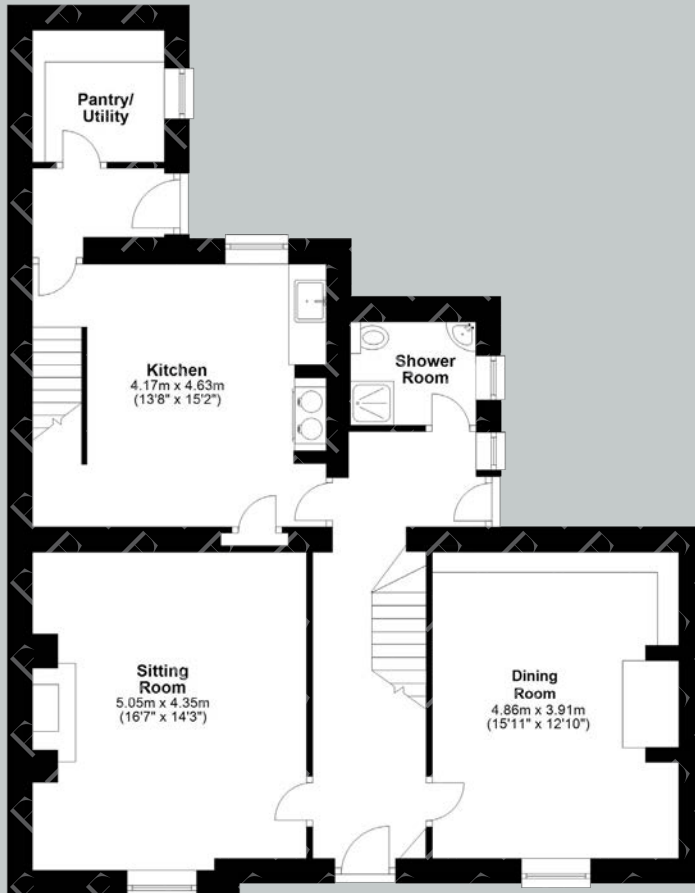 Pantry/
Utility
Kitchen
4.17m x 4.63m
(13'8" x 15'2")
Shower
Room
Sitting
Room
5.05m x 4.35m
(16'7" x 14'3")
Dining
Room
4.86m x 3.91m
(15'11" x 12'10")